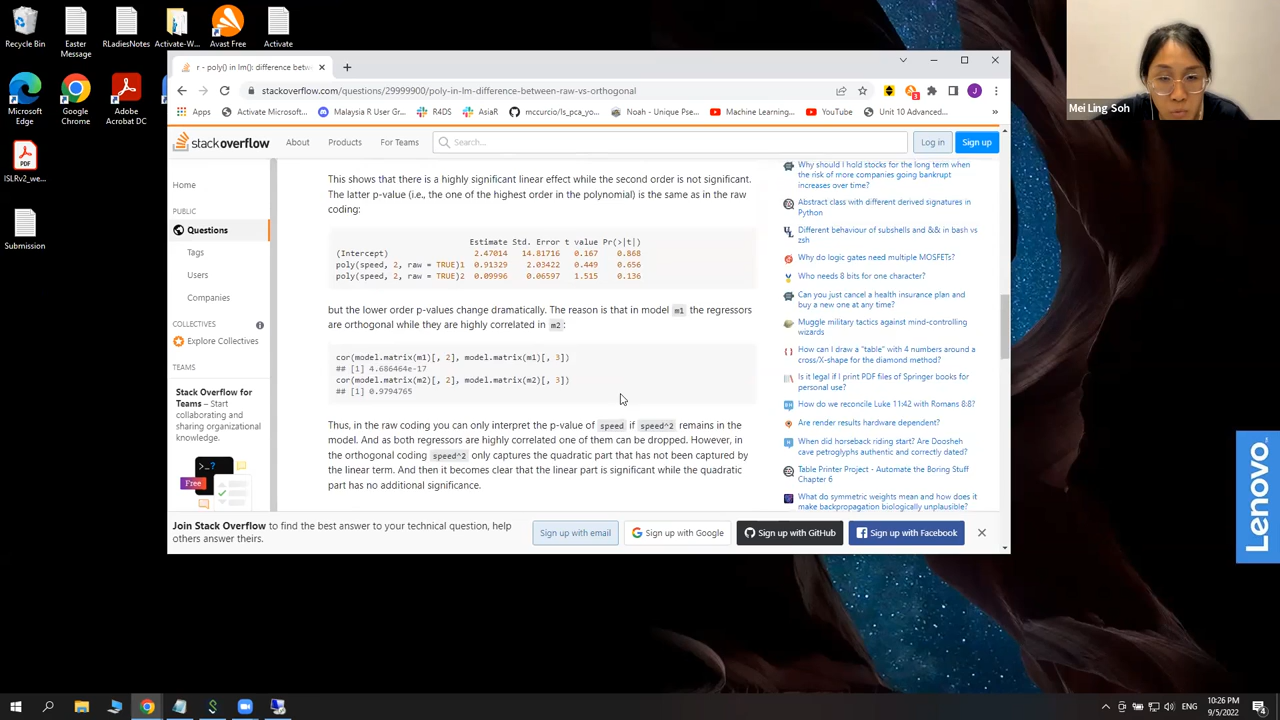 Recycle Bin
Easter Message
RLadiesNotes
Activate-W...
Avast Free
Activate
Microsoft Edge
Google Chrome
Adobe Acrobat DC
ISLRv2_we...
Submission
Mei Ling Soh
r - poly() in lm(): difference betw
stackoverflow.com/questions/29999900/poly-in-lm-difference-between-raw-vs-orthogonal
3
J
Apps
Activate Microsoft...
Malaysia R User Gr...
R4DS
AsiaR
mccurcio/ls_pca_yo...
Noah - Unique Pse...
Machine Learning...
YouTube
Unit 10 Advanced...
»
stackoverflow
About
Products
For Teams
Search...
Log in
Sign up
Home
PUBLIC
Questions
Tags
Users
Companies
COLLECTIVES
Explore Collectives
TEAMS
Stack Overflow for
Teams – Start
collaborating and
sharing organizational
knowledge.
>_?
Free
This shows that there is a highly significant linear effect while the second order is not significant.
The latter p-value (i.e., the one of the highest order in the polynomial) is the same as in the raw
coding:
Estimate Std. Error t value Pr(>|t|)
(Intercept) 2.47014 14.81716 0.167 0.868
poly(speed, 2, raw = TRUE)1 0.91329 2.03422 0.449 0.656
poly(speed, 2, raw = TRUE)2 0.09996 0.06597 1.515 0.136
but the lower order p-values change dramatically. The reason is that in model m1 the regressors
are orthogonal while they are highly correlated in m2:
cor(model.matrix(m1)[, 2], model.matrix(m1)[, 3])
## [1] 4.686464e-17
cor(model.matrix(m2)[, 2], model.matrix(m2)[, 3])
## [1] 0.9794765
Thus, in the raw coding you can only interpret the p-value of speed if speed^2 remains in the
model. And as both regressors are highly correlated one of them can be dropped. However, in
the orthogonal coding speed^2 only captures the quadratic part that has not been captured by
the linear term. And then it becomes clear that the linear part is significant while the quadratic
part has no additional significance.
Why should I hold stocks for the long term when
the risk of more companies going bankrupt
increases over time?
Abstract class with different derived signatures in
Python
Different behaviour of subshells and && in bash vs
zsh
Why do logic gates need multiple MOSFETs?
Who needs 8 bits for one character?
Can you just cancel a health insurance plan and
buy a new one at any time?
Muggle military tactics against mind-controlling
wizards
How can I draw a "table" with 4 numbers around a
cross/X-shape for the diamond method?
Is it legal if I print PDF files of Springer books for
personal use?
How do we reconcile Luke 11:42 with Romans 8:8?
Are render results hardware dependent?
When did horseback riding start? Are Doosheh
cave petroglyphs authentic and correctly dated?
Table Printer Project - Automate the Boring Stuff
Chapter 6
What do symmetric weights mean and how does it
make backpropagation biologically unplausible?
Join Stack Overflow to find the best answer to your technical question, help
others answer theirs.
Sign up with email
Sign up with Google
Sign up with GitHub
Sign up with Facebook
Lenovo
ENG
10:26 PM
9/5/2022
4